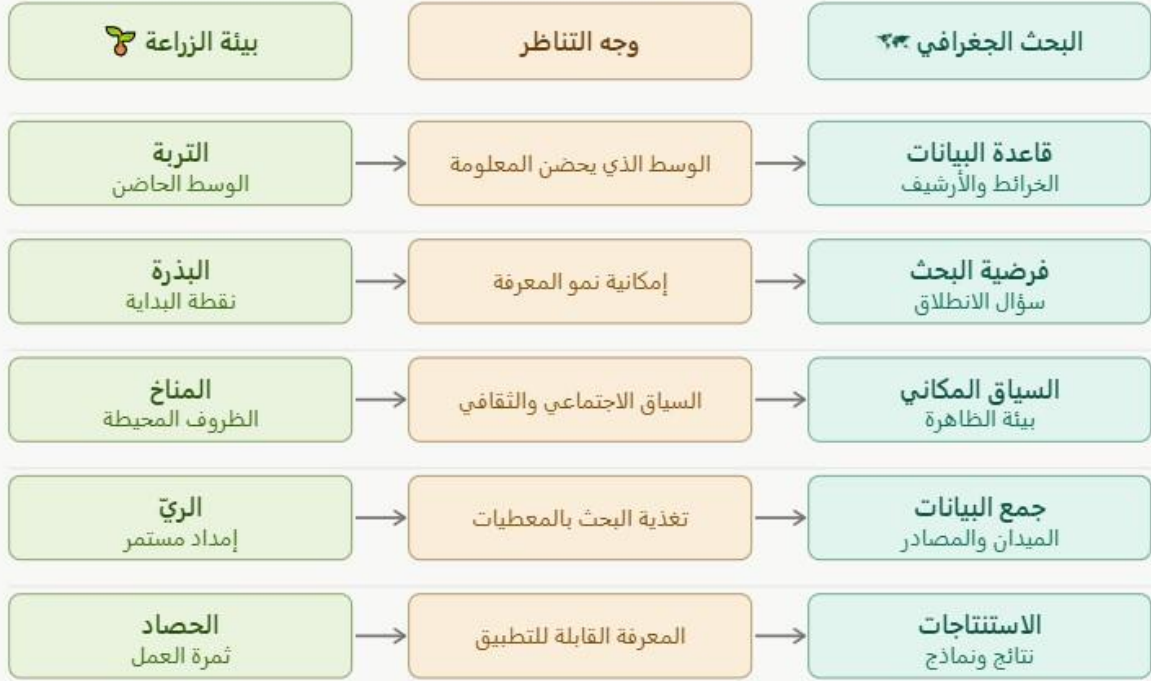 بيئة الزراعة
وجه التناظر
البحث الجغرافي
التربة
الوسط الحاضن
الوسط الذي يحضن المعلومة
قاعدة البيانات
الخرائط والأرشيف
البذرة
نقطة البداية
إمكانية نمو المعرفة
فرضية البحث
سؤال الانطلاق
المناخ
الظروف المحيطة
السياق الاجتماعي والثقافي
السياق المكاني
بيئة الظاهرة
الريّ
إمداد مستمر
تغذية البحث بالمعطيات
جمع البيانات
الميدان والمصادر
الحصاد
ثمرة العمل
المعرفة القابلة للتطبيق
الاستنتاجات
نتائج ونماذج